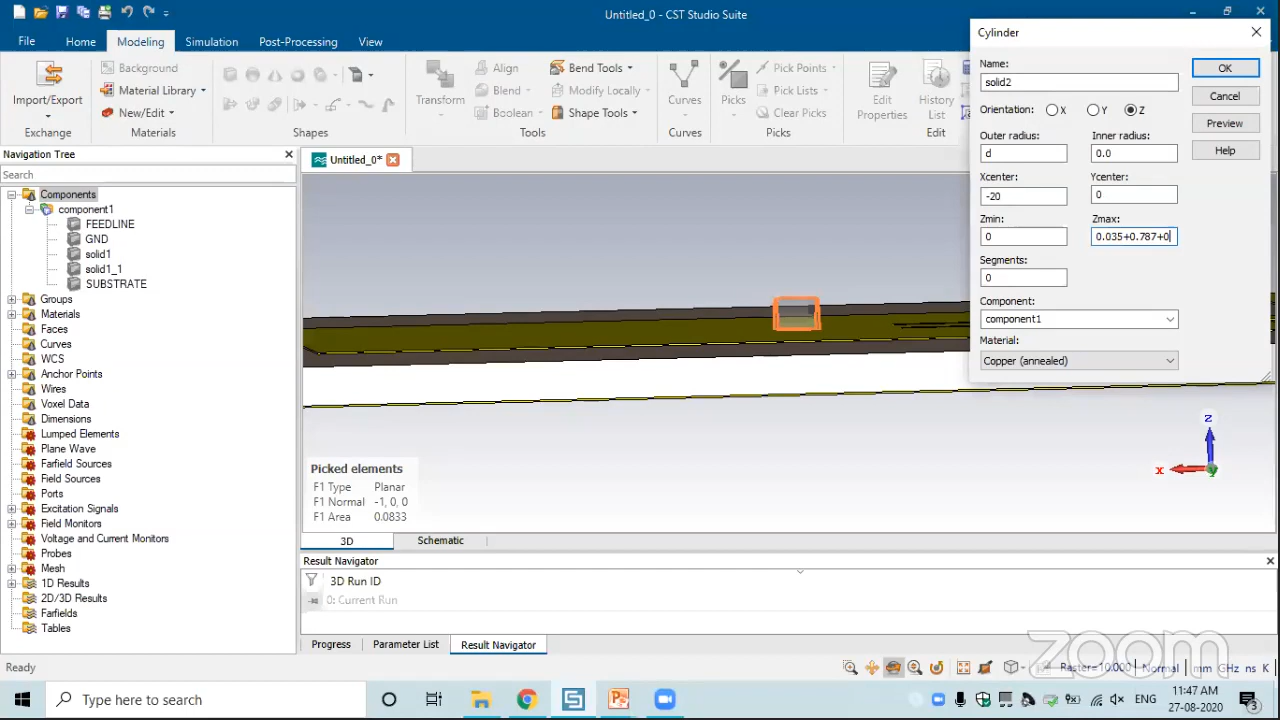 Untitled_0 - CST Studio Suite
File
Home
Modeling
Simulation
Post-Processing
View
Import/Export
Exchange
Background
Material Library
New/Edit
Materials
Shapes
Transform
Align
Blend
Boolean
Bend Tools
Modify Locally
Shape Tools
Tools
Curves
Curves
Picks
Pick Points
Pick Lists
Clear Picks
Picks
Edit Properties
History List
Edit
Cylinder
Name:
solid2
OK
Cancel
Preview
Help
Orientation: X Y Z
Outer radius: Inner radius:
d 0.0
Xcenter: Ycenter:
-20 0
Zmin: Zmax:
0 0.035+0.787+0
Segments:
0
Component:
component1
Material:
Copper (annealed)
Navigation Tree
Search
Components
component1
FEEDLINE
GND
solid1
solid1_1
SUBSTRATE
Groups
Materials
Faces
Curves
WCS
Anchor Points
Wires
Voxel Data
Dimensions
Lumped Elements
Plane Wave
Farfield Sources
Field Sources
Ports
Excitation Signals
Field Monitors
Voltage and Current Monitors
Probes
Mesh
1D Results
2D/3D Results
Farfields
Tables
Untitled_0*
z
x
y
Picked elements
F1 Type Planar
F1 Normal -1, 0, 0
F1 Area 0.0833
3D
Schematic
Result Navigator
3D Run ID
0: Current Run
Progress
Parameter List
Result Navigator
zoom
Ready
Raster=10.000 Normal mm GHz ns K
Type here to search
ENG
11:47 AM
27-08-2020
3